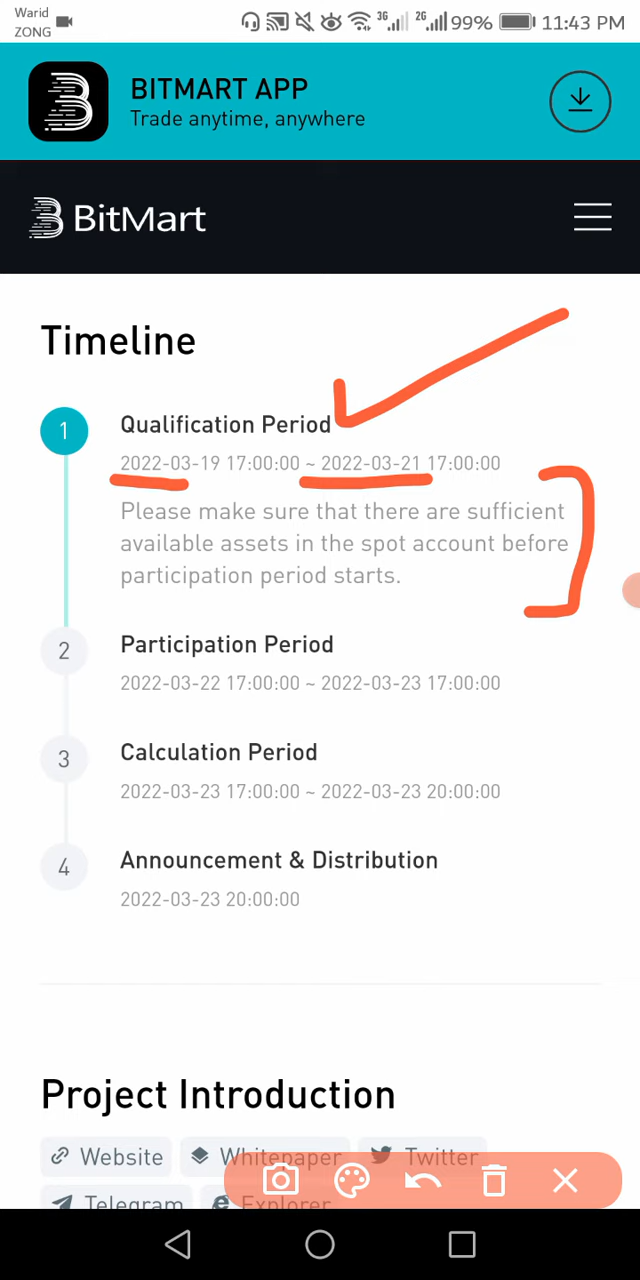 Warid
ZONG
3G
2G
99%
11:43 PM
BITMART APP
Trade anytime, anywhere
BitMart
Timeline
1
Qualification Period
2022-03-19 17:00:00 ~ 2022-03-21 17:00:00
Please make sure that there are sufficient
available assets in the spot account before
participation period starts.
2
Participation Period
2022-03-22 17:00:00 ~ 2022-03-23 17:00:00
3
Calculation Period
2022-03-23 17:00:00 ~ 2022-03-23 20:00:00
4
Announcement & Distribution
2022-03-23 20:00:00
Project Introduction
Website
Whitepaper
Twitter
Telegram
Explorer